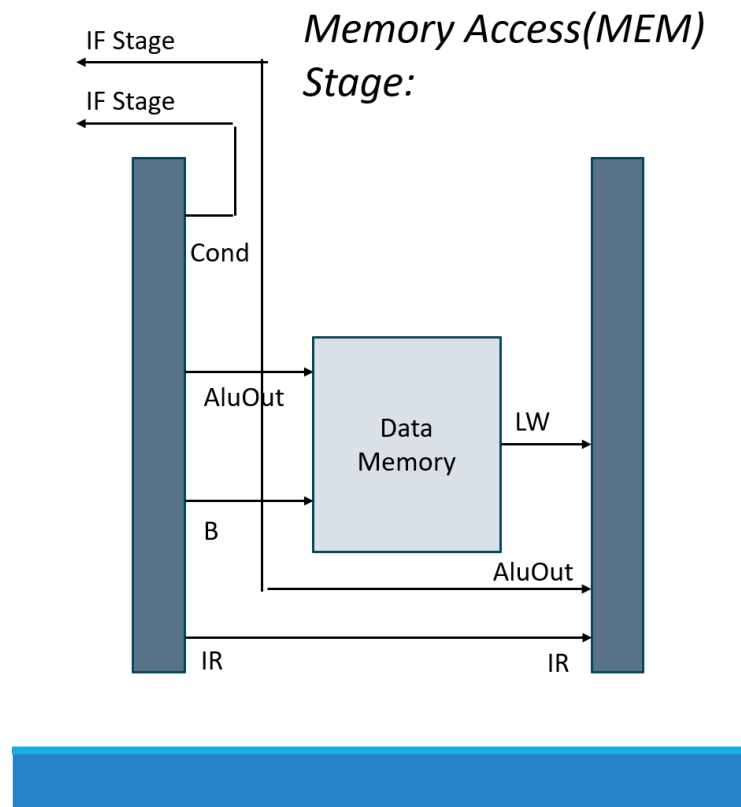 Memory Access(MEM)
Stage:
IF Stage
IF Stage
Cond
AluOut
Data
Memory
LW
B
AluOut
IR
IR